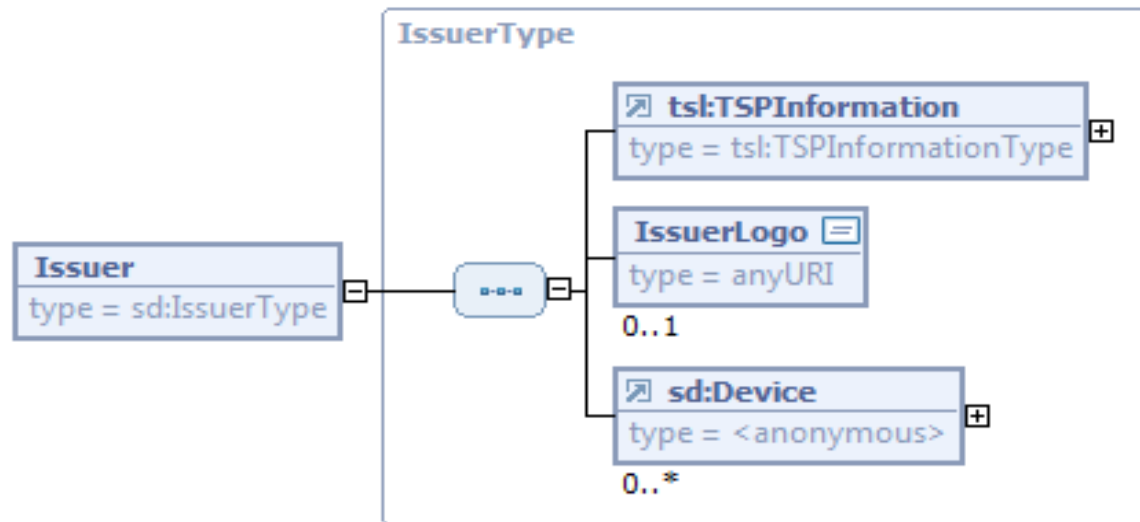 IssuerType
tsl:TSPInformation
type = tsl:TSPInformationType
IssuerLogo
type = anyURI
0..1
Issuer
type = sd:IssuerType
sd:Device
type = <anonymous>
0..*